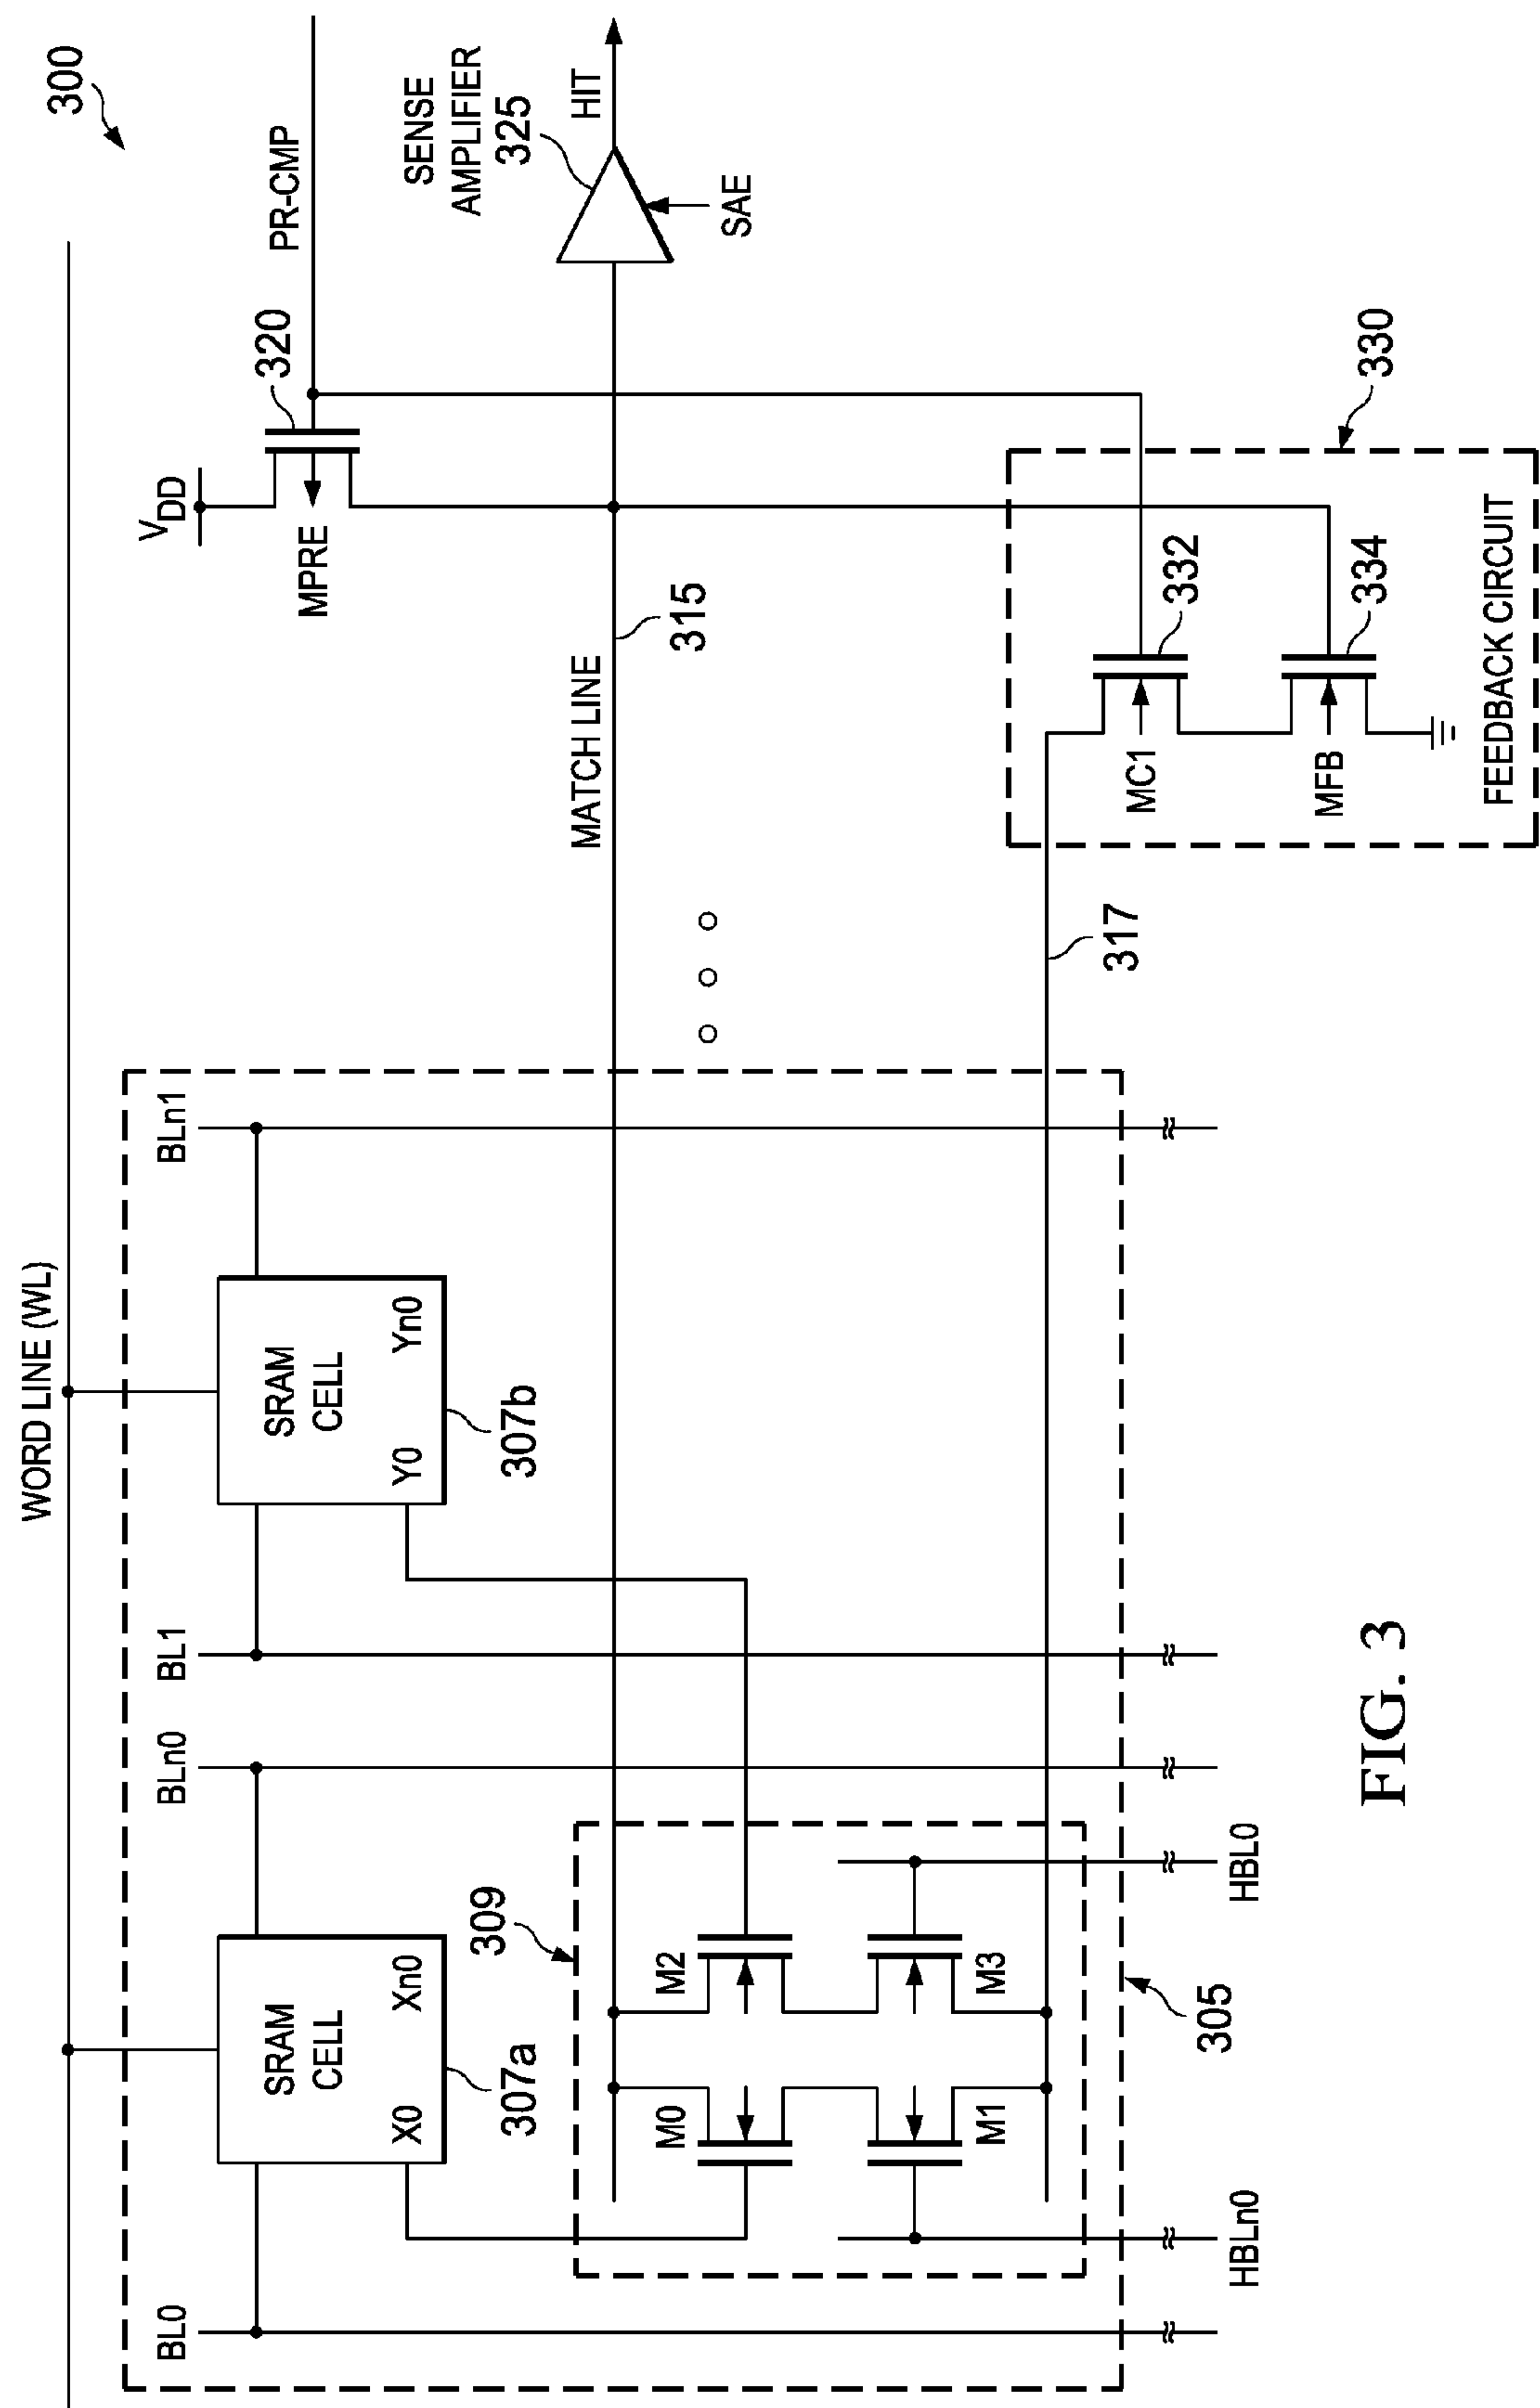 300
WORD LINE (WL)
PR-CMP
VDD
320
MPRE
SENSE
AMPLIFIER
325
HIT
SAE
MATCH LINE
315
BL0
BLn0
BL1
BLn1
SRAM
CELL
X0
Xn0
307a
SRAM
CELL
Y0
Yn0
307b
309
M0
M2
M1
M3
305
HBLn0
HBL0
317
330
MC1
332
MFB
334
FEEDBACK CIRCUIT
FIG. 3